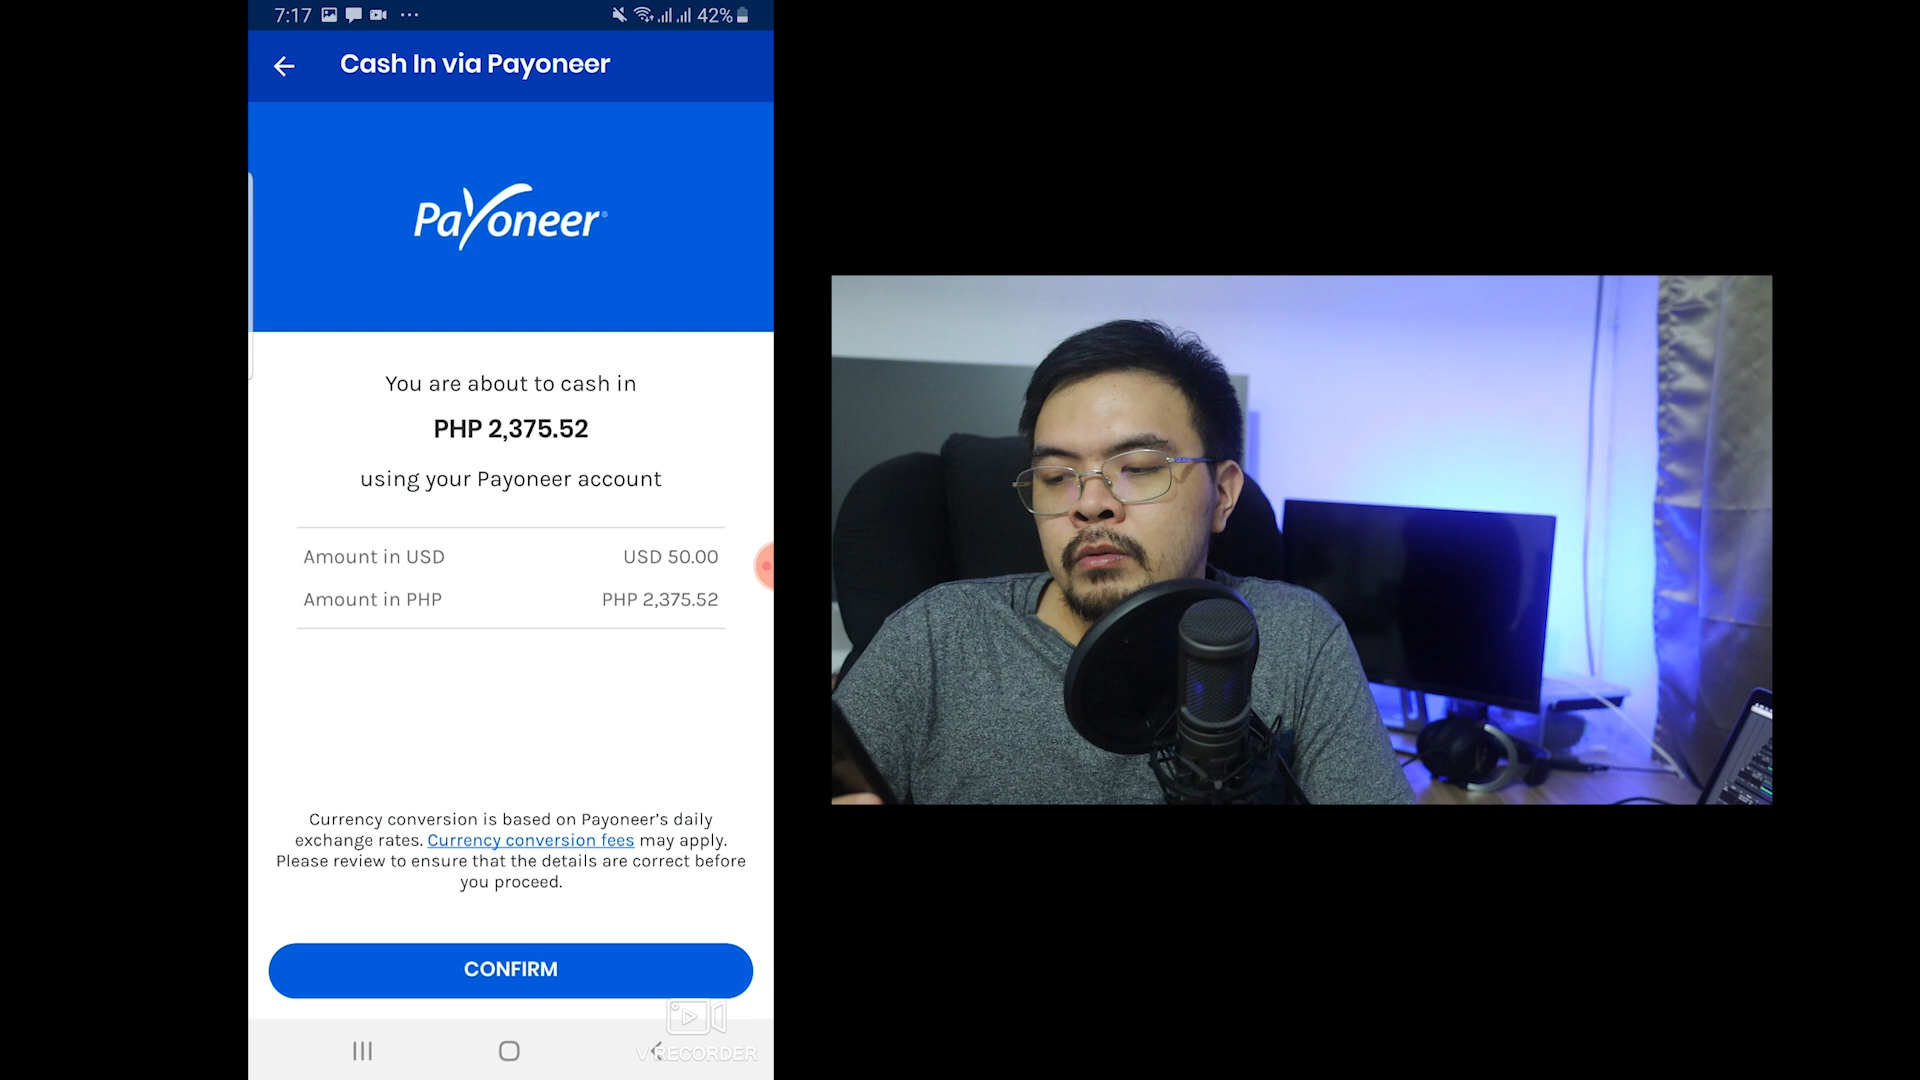 7:17
42%
Cash In via Payoneer
Payoneer
You are about to cash in
PHP 2,375.52
using your Payoneer account
Amount in USD USD 50.00
Amount in PHP PHP 2,375.52
Currency conversion is based on Payoneer's daily
exchange rates. Currency conversion fees may apply.
Please review to ensure that the details are correct before
you proceed.
CONFIRM
V RECORDER